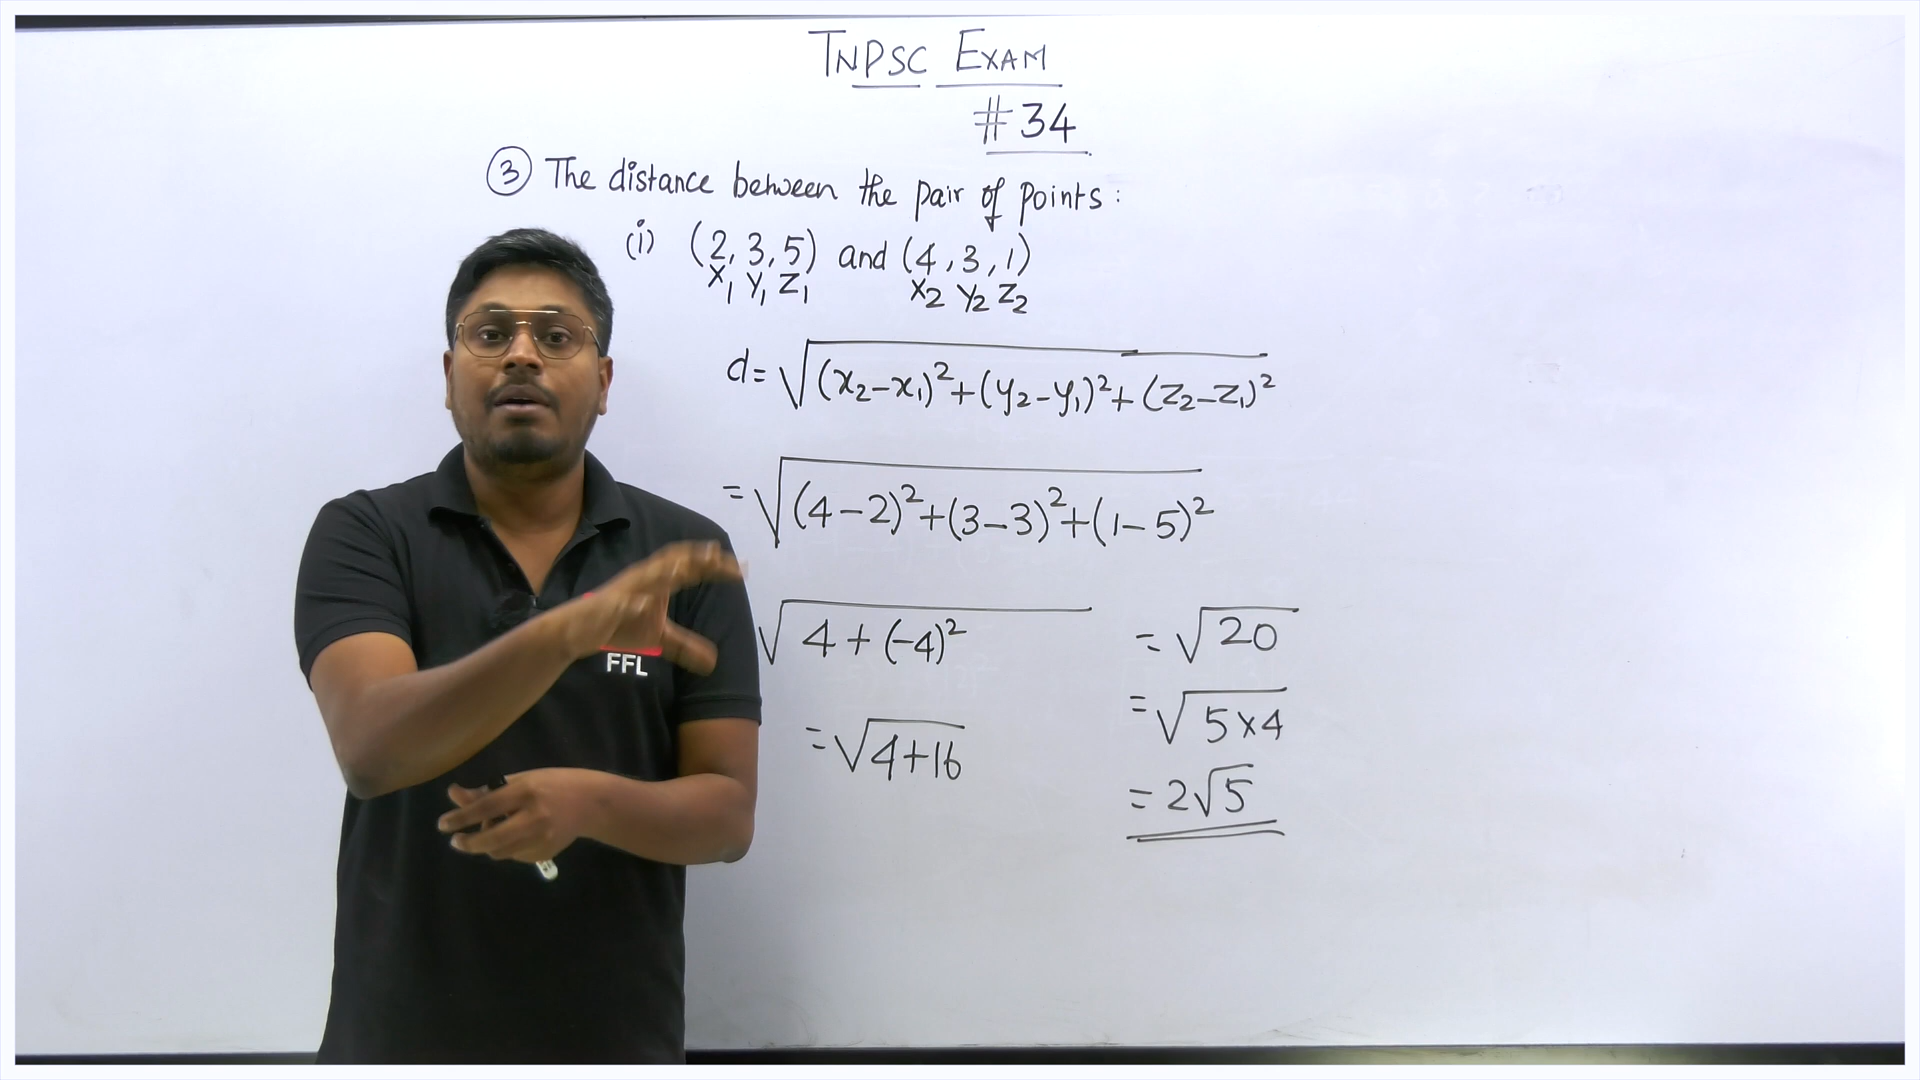 TNPSC EXAM
#34
③ The distance between the pair of points:
(i) (2, 3, 5) and (4, 3, 1)
X₁ Y₁ Z₁ X₂ Y₂ Z₂
d = √(x₂-x₁)²+(y₂-y₁)²+(z₂-z₁)²
= √(4-2)²+(3-3)²+(1-5)²
√4+(-4)²
= √4+16
= √20
= √5×4
= 2√5
FFL